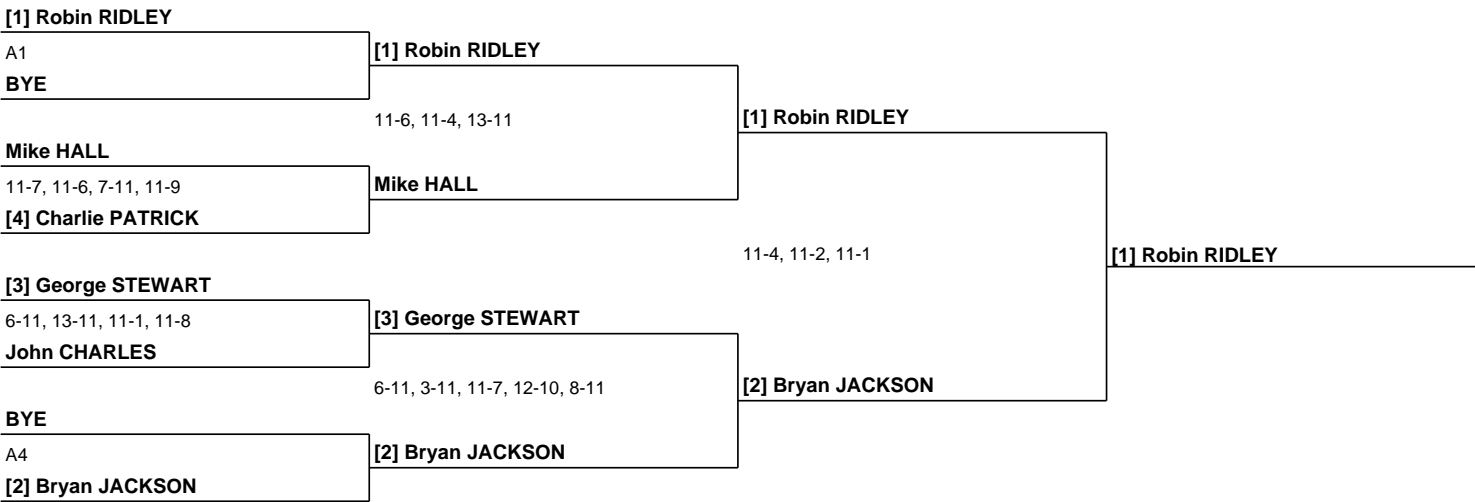 [1] Robin RIDLEY
A1
BYE
[1] Robin RIDLEY
11-6, 11-4, 13-11
Mike HALL
11-7, 11-6, 7-11, 11-9
[4] Charlie PATRICK
Mike HALL
[1] Robin RIDLEY
11-4, 11-2, 11-1
[1] Robin RIDLEY
[3] George STEWART
6-11, 13-11, 11-1, 11-8
John CHARLES
[3] George STEWART
6-11, 3-11, 11-7, 12-10, 8-11
[2] Bryan JACKSON
BYE
A4
[2] Bryan JACKSON
[2] Bryan JACKSON